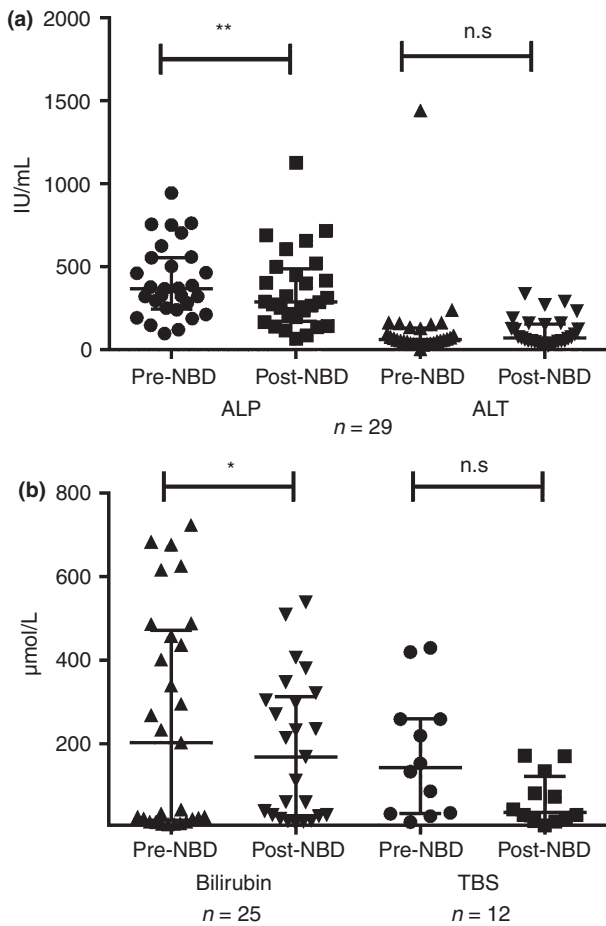 (a)
2000
**
n.s
1500
IU/mL
1000
500
0
Pre-NBD Post-NBD Pre-NBD Post-NBD
ALP ALT
n = 29
(b)
800
*
n.s
600
µmol/L
400
200
Pre-NBD Post-NBD Pre-NBD Post-NBD
Bilirubin TBS
n = 25 n = 12